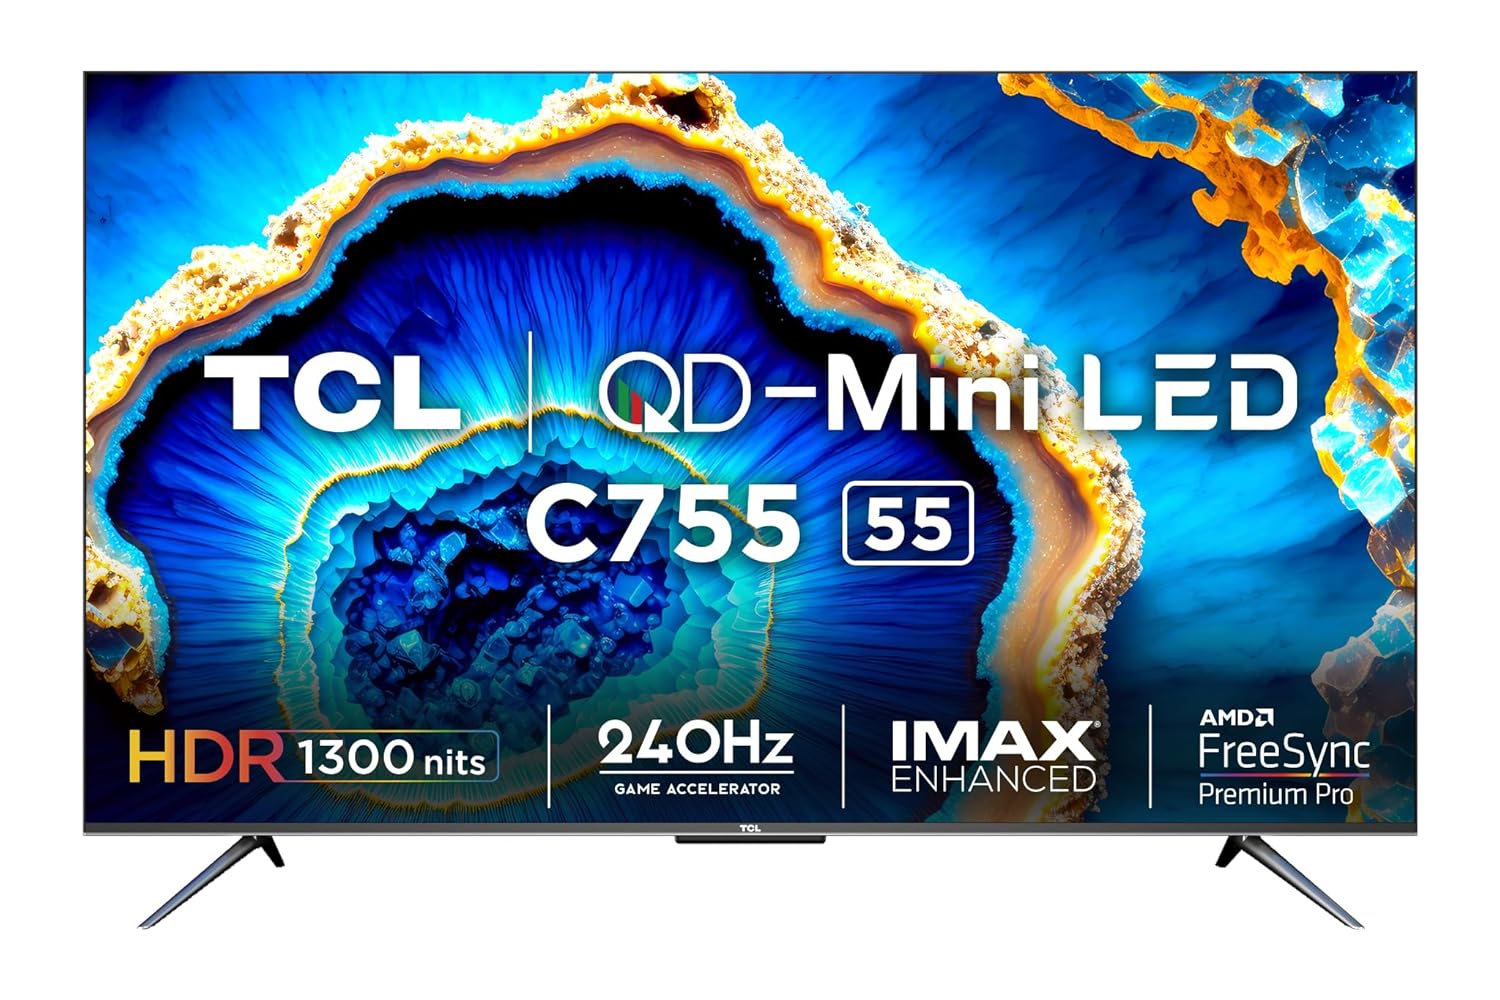 TCL QD-Mini LED
C755 55
HDR 1300 nits
240Hz
GAME ACCELERATOR
IMAX®
ENHANCED
AMD
FreeSync
Premium Pro
TCL